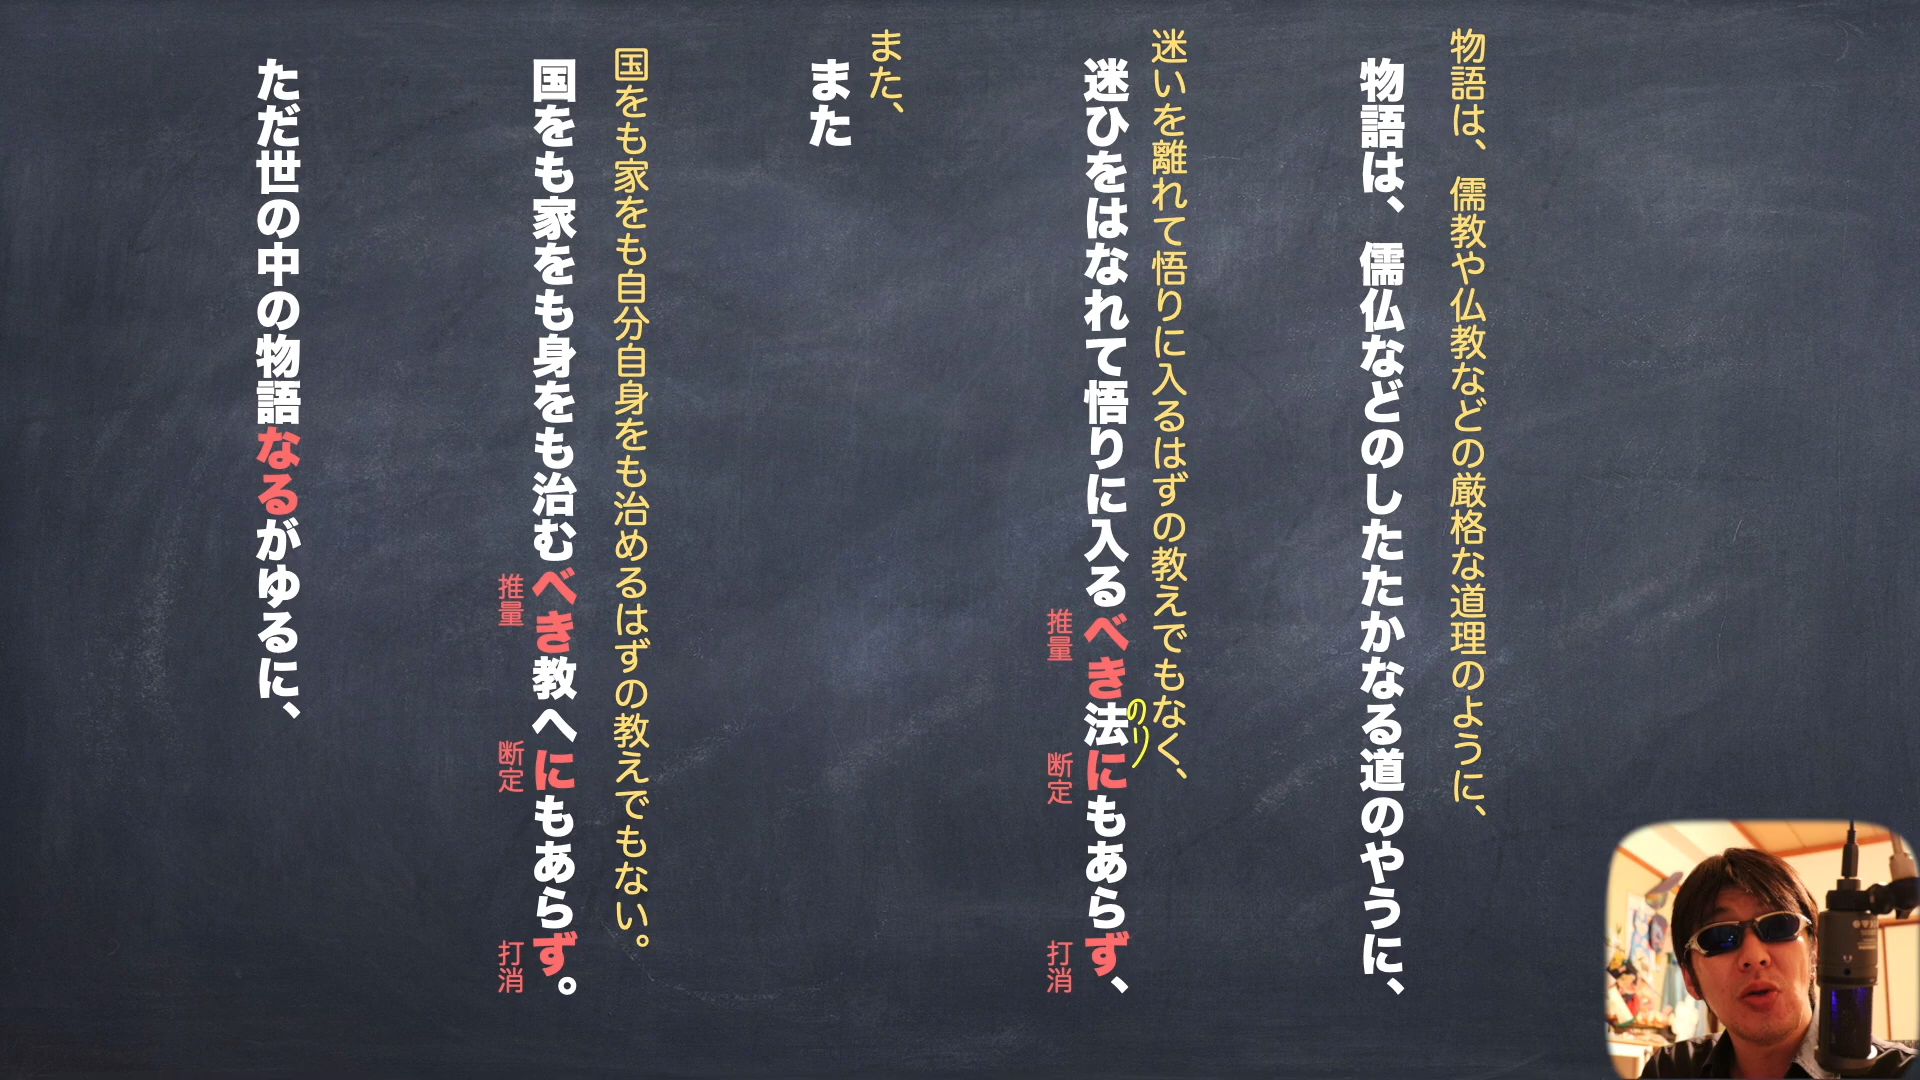 物語は、儒教や仏教などの厳格な道理のように、
物語は、儒仏などのしたたかなる道のやうに、
迷いを離れて悟りに入るはずの教えでもなく、
のり
迷ひをはなれて悟りに入るべき法にもあらず、
推量
断定
打消
また、
また
国をも家をも自分自身をも治めるはずの教えでもない。
国をも家をも身をも治むべき教へにもあらず。
推量
断定
打消
ただ世の中の物語なるがゆるに、